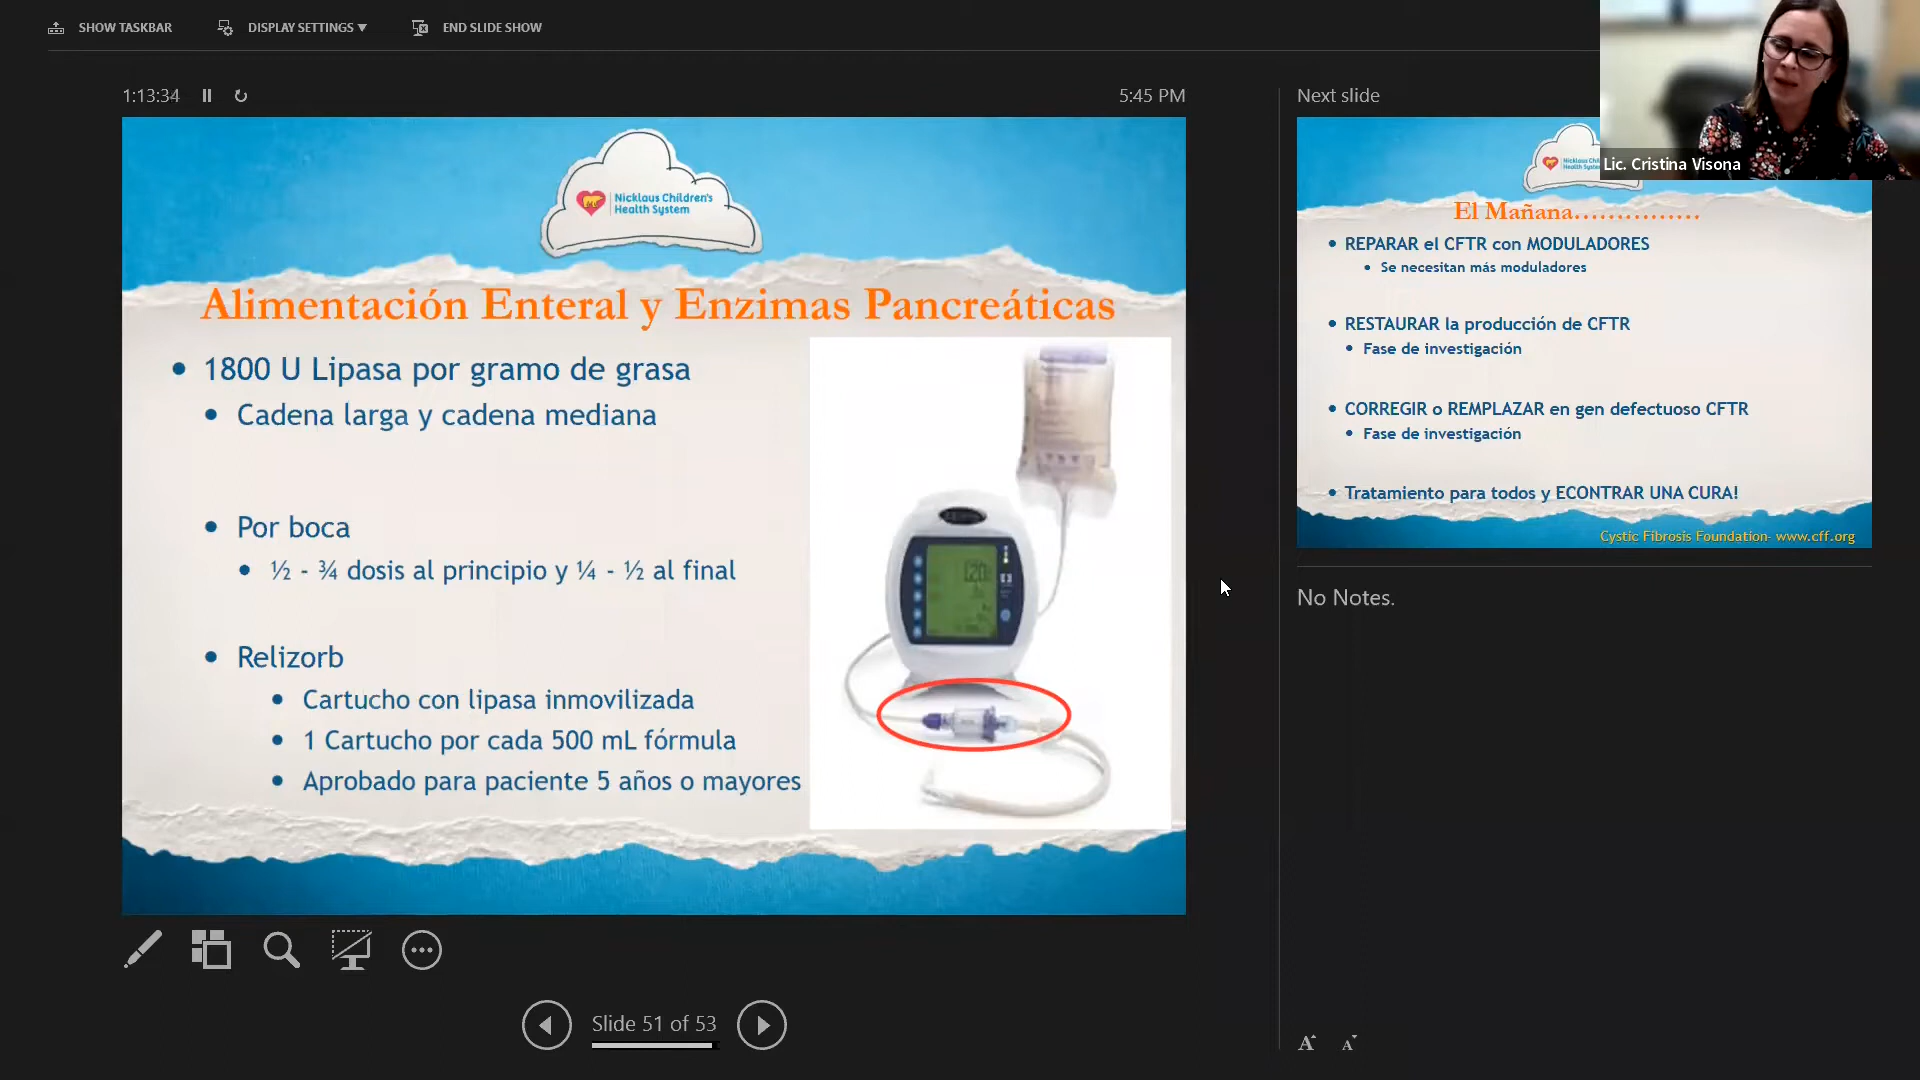 SHOW TASKBAR
DISPLAY SETTINGS ▾
END SLIDE SHOW
1:13:34
5:45 PM
Nicklaus Children's
Health System
Alimentación Enteral y Enzimas Pancreáticas
• 1800 U Lipasa por gramo de grasa
• Cadena larga y cadena mediana
• Por boca
• ½ - ¾ dosis al principio y ¼ - ½ al final
• Relizorb
• Cartucho con lipasa inmovilizada
• 1 Cartucho por cada 500 mL fórmula
• Aprobado para paciente 5 años o mayores
Slide 51 of 53
Next slide
Lic. Cristina Visona
Nicklaus
Health
El Mañana...............
• REPARAR el CFTR con MODULADORES
• Se necesitan más moduladores
• RESTAURAR la producción de CFTR
• Fase de investigación
• CORREGIR o REMPLAZAR en gen defectuoso CFTR
• Fase de investigación
• Tratamiento para todos y ECONTRAR UNA CURA!
Cystic Fibrosis Foundation- www.cff.org
No Notes.
A A